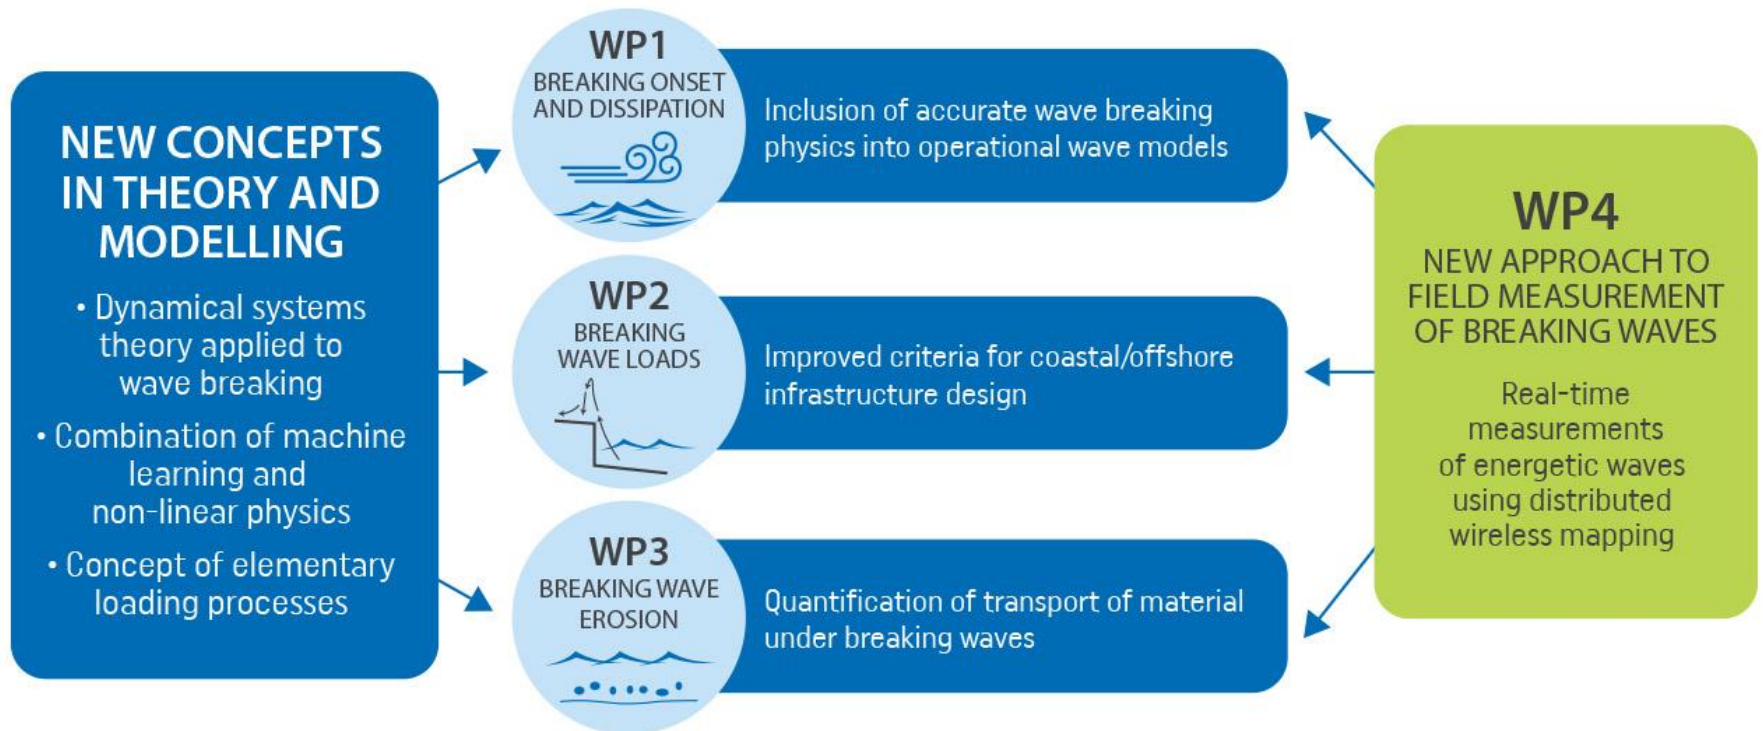 NEW CONCEPTS
IN THEORY AND
MODELLING
• Dynamical systems
theory applied to
wave breaking
• Combination of machine
learning and
non-linear physics
• Concept of elementary
loading processes
WP1
BREAKING ONSET
AND DISSIPATION
Inclusion of accurate wave breaking
physics into operational wave models
WP2
BREAKING
WAVE LOADS
Improved criteria for coastal/offshore
infrastructure design
WP3
BREAKING WAVE
EROSION
Quantification of transport of material
under breaking waves
WP4
NEW APPROACH TO
FIELD MEASUREMENT
OF BREAKING WAVES
Real-time
measurements
of energetic waves
using distributed
wireless mapping